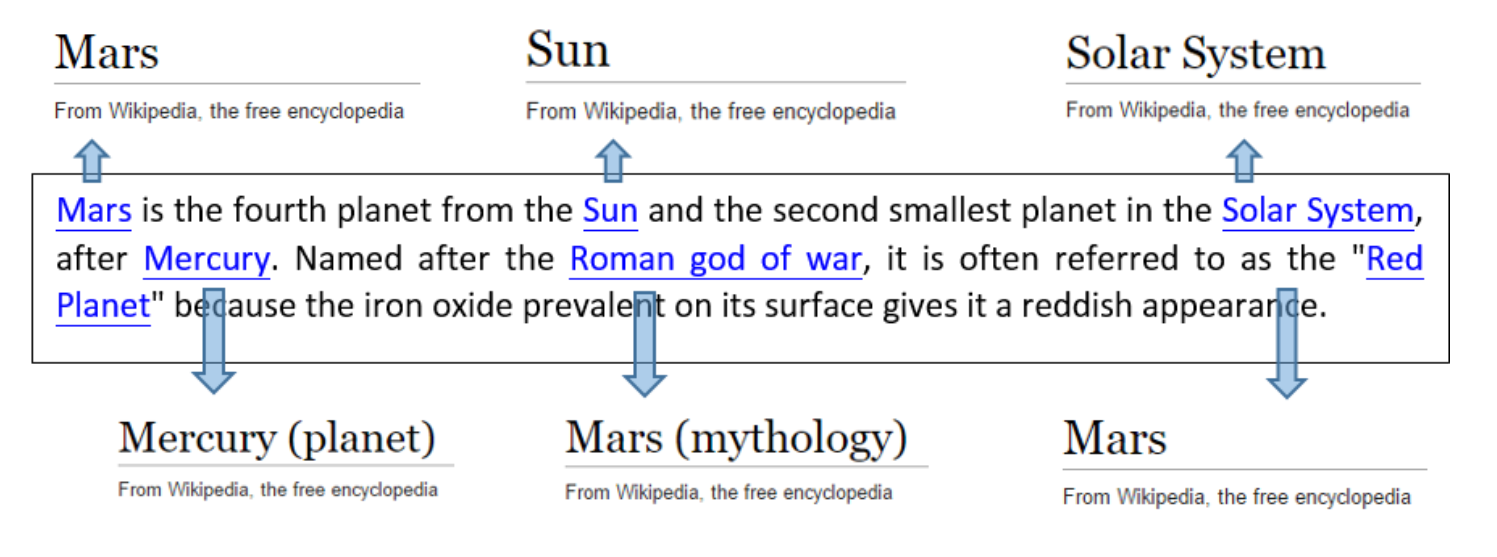 Mars
From Wikipedia, the free encyclopedia
Sun
From Wikipedia, the free encyclopedia
Solar System
From Wikipedia, the free encyclopedia
Mars is the fourth planet from the Sun and the second smallest planet in the Solar System,
after Mercury. Named after the Roman god of war, it is often referred to as the "Red
Planet" because the iron oxide prevalent on its surface gives it a reddish appearance.
Mercury (planet)
From Wikipedia, the free encyclopedia
Mars (mythology)
From Wikipedia, the free encyclopedia
Mars
From Wikipedia, the free encyclopedia